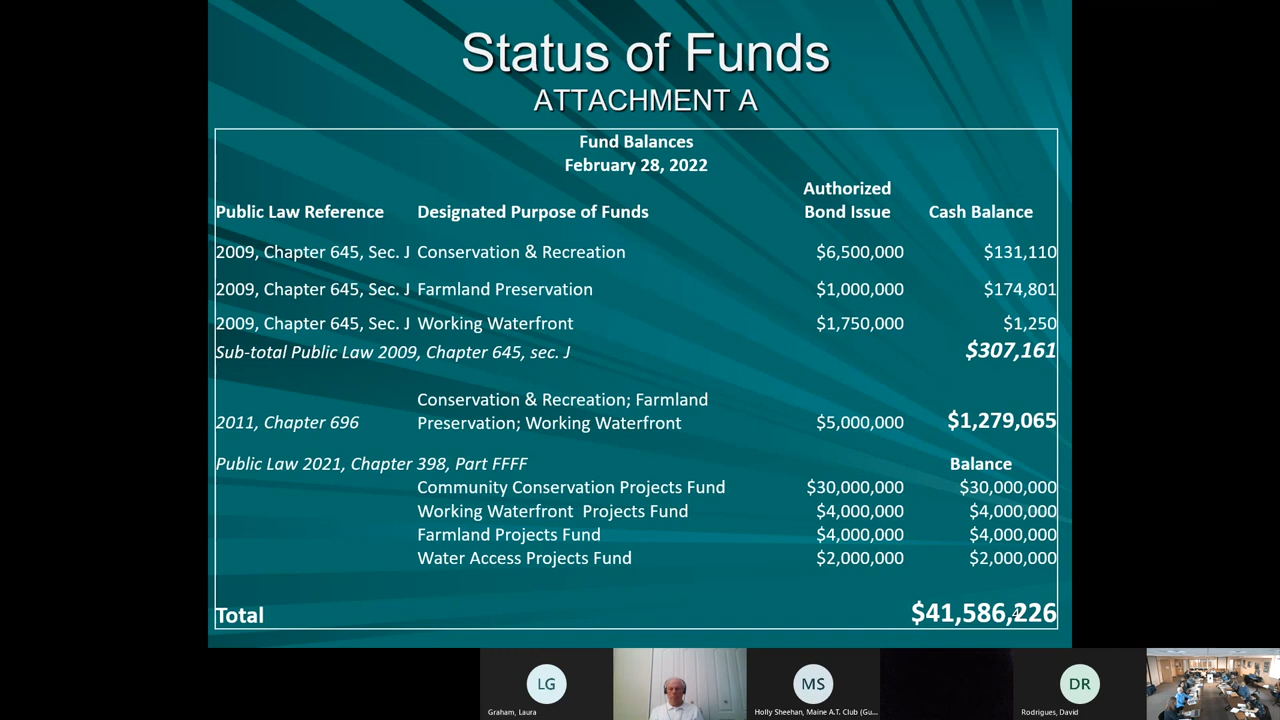 Status of Funds
ATTACHMENT A
Fund Balances
February 28, 2022
Public Law Reference Designated Purpose of Funds Authorized Bond Issue Cash Balance
2009, Chapter 645, Sec. J Conservation & Recreation $6,500,000 $131,110
2009, Chapter 645, Sec. J Farmland Preservation $1,000,000 $174,801
2009, Chapter 645, Sec. J Working Waterfront $1,750,000 $1,250
Sub-total Public Law 2009, Chapter 645, sec. J $307,161
Conservation & Recreation; Farmland
2011, Chapter 696 Preservation; Working Waterfront $5,000,000 $1,279,065
Public Law 2021, Chapter 398, Part FFFF Balance
Community Conservation Projects Fund $30,000,000 $30,000,000
Working Waterfront Projects Fund $4,000,000 $4,000,000
Farmland Projects Fund $4,000,000 $4,000,000
Water Access Projects Fund $2,000,000 $2,000,000
Total $41,586,226
LG
MS
DR
Graham, Laura
Holly Sheehan, Maine A.T. Club (Gu...
Rodrigues, David